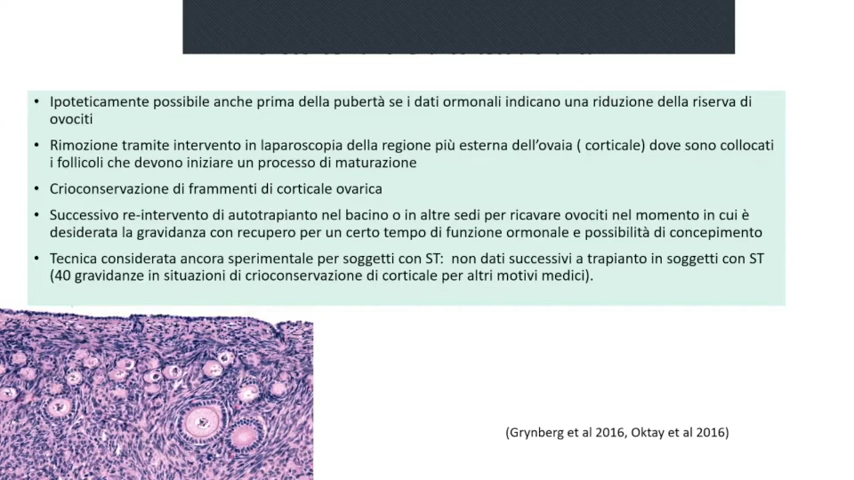 • Ipoteticamente possibile anche prima della pubertà se i dati ormonali indicano una riduzione della riserva di
ovociti
• Rimozione tramite intervento in laparoscopia della regione più esterna dell'ovaia ( corticale) dove sono collocati
i follicoli che devono iniziare un processo di maturazione
• Crioconservazione di frammenti di corticale ovarica
• Successivo re-intervento di autotrapianto nel bacino o in altre sedi per ricavare ovociti nel momento in cui è
desiderata la gravidanza con recupero per un certo tempo di funzione ormonale e possibilità di concepimento
• Tecnica considerata ancora sperimentale per soggetti con ST:  non dati successivi a trapianto in soggetti con ST
(40 gravidanze in situazioni di crioconservazione di corticale per altri motivi medici).
(Grynberg et al 2016, Oktay et al 2016)